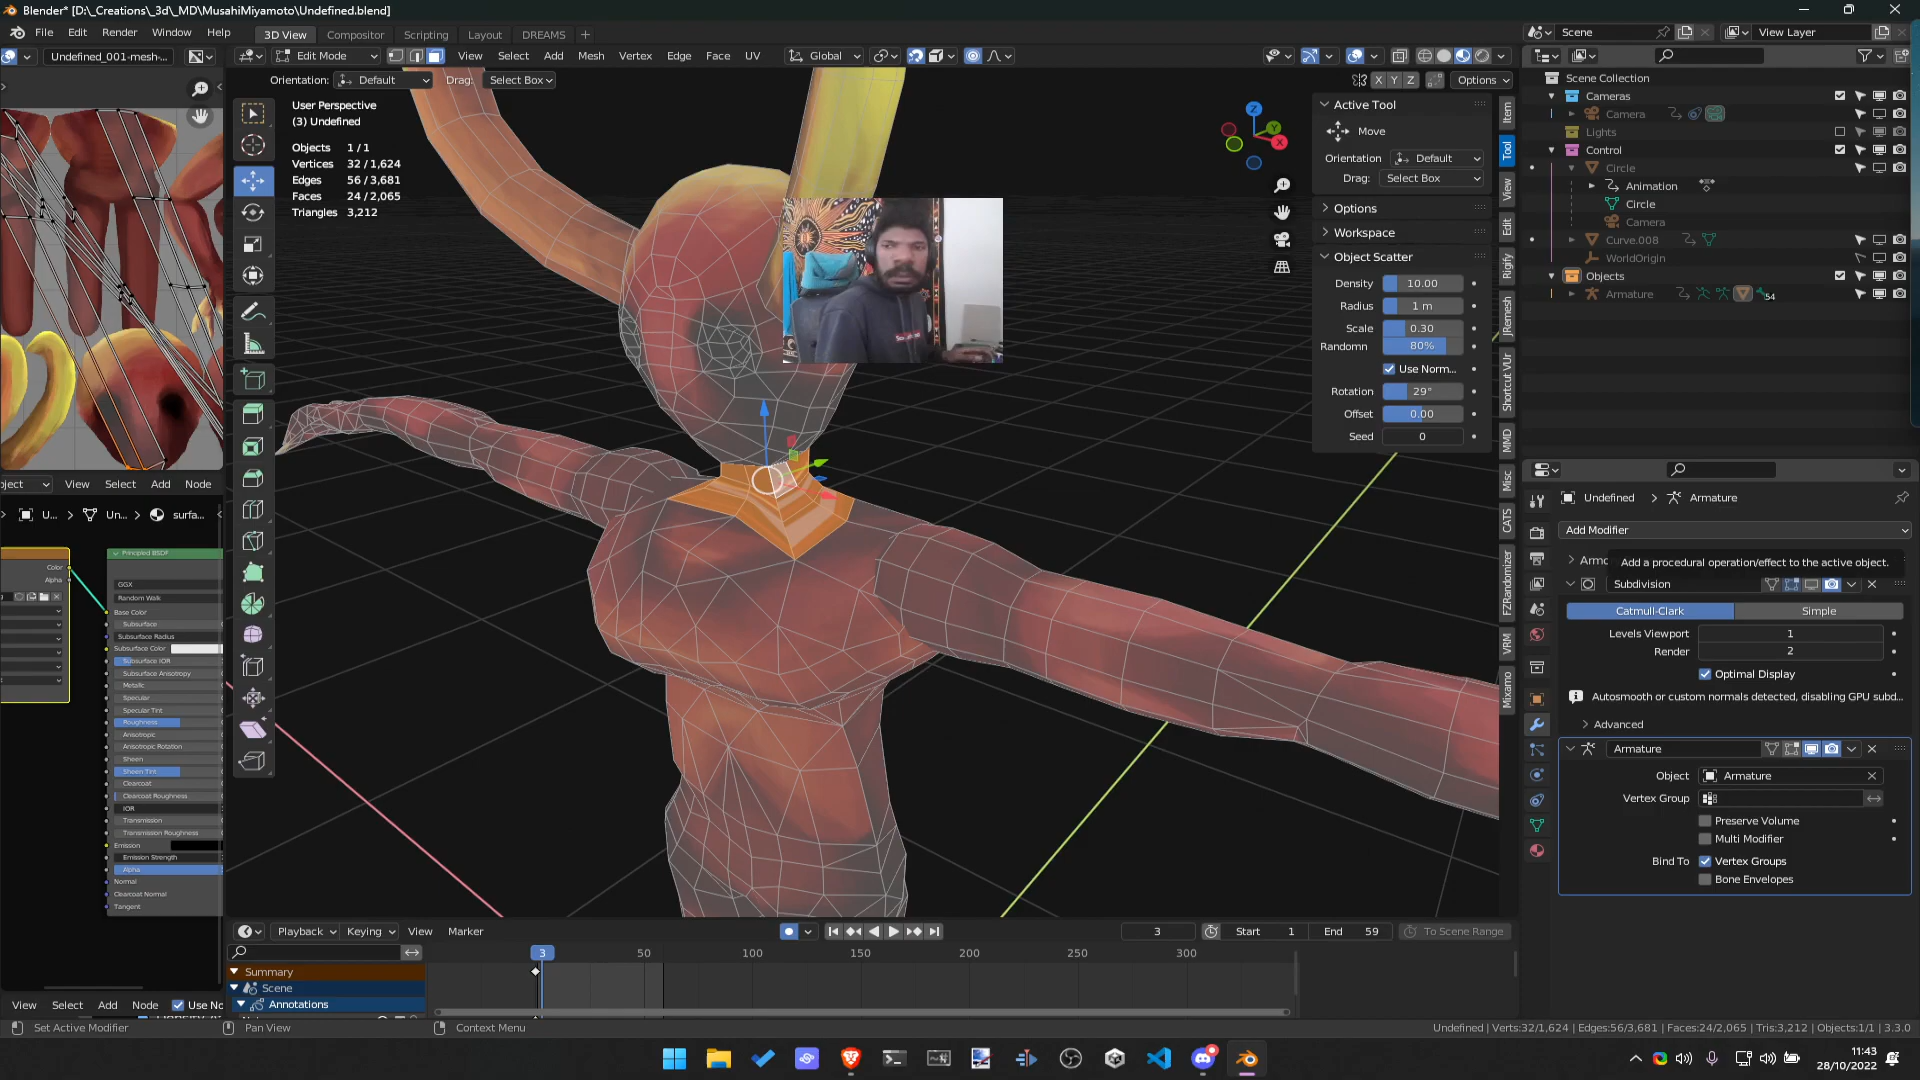 Blender* [D:\_Creations\_3d\_MD\MusahiMiyamoto\Undefined.blend]
File Edit Render Window Help 3D View Compositor Scripting Layout DREAMS + Scene View Layer
Undefined_001-mesh-... Edit Mode View Select Add Mesh Vertex Edge Face UV Global
Orientation: Default Drag: Select Box X Y Z Options
User Perspective
(3) Undefined
Objects 1 / 1
Vertices 32 / 1,624
Edges 56 / 3,681
Faces 24 / 2,065
Triangles 3,212
Z Y X
Active Tool
Move
Orientation Default
Drag: Select Box
Options
Workspace
Object Scatter
Density 10.00
Radius 1 m
Scale 0.30
Randomn 80%
Use Norm...
Rotation 29°
Offset 0.00
Seed 0
Item
Tool
View
Edit
Rigify
JRemesh
Shortcut VUr
MMD
Misc
CATS
FZRandomizer
VRM
Mixamo
Scene Collection
Cameras
Camera
Lights
Control
Circle
Animation
Circle
Camera
Curve.008
WorldOrigin
Objects
Armature 54
Undefined > Armature
Add Modifier
Armo
Add a procedural operation/effect to the active object.
Subdivision
Catmull-Clark Simple
Levels Viewport 1
Render 2
Optimal Display
Autosmooth or custom normals detected, disabling GPU subd...
Advanced
Armature
Object Armature
Vertex Group
Preserve Volume
Multi Modifier
Bind To Vertex Groups
Bone Envelopes
bject View Select Add Node
U... > Un... > surfa...
Principled BSDF
Color
Alpha
GGX
Random Walk
Base Color
Subsurface
Subsurface Radius
Subsurface Color
Subsurface IOR
Subsurface Anisotropy
Metallic
Specular
Specular Tint
Roughness
Anisotropic
Anisotropic Rotation
Sheen
Sheen Tint
Clearcoat
Clearcoat Roughness
IOR
Transmission
Transmission Roughness
Emission
Emission Strength
Alpha
Normal
Clearcoat Normal
Tangent
View Select Add Node Use No
Playback Keying View Marker 3 Start 1 End 59 To Scene Range
3 50 100 150 200 250 300
Summary
Scene
Annotations
Set Active Modifier Pan View Context Menu Undefined | Verts:32/1,624 | Edges:56/3,681 | Faces:24/2,065 | Tris:3,212 | Objects:1/1 | 3.3.0
11:43
28/10/2022